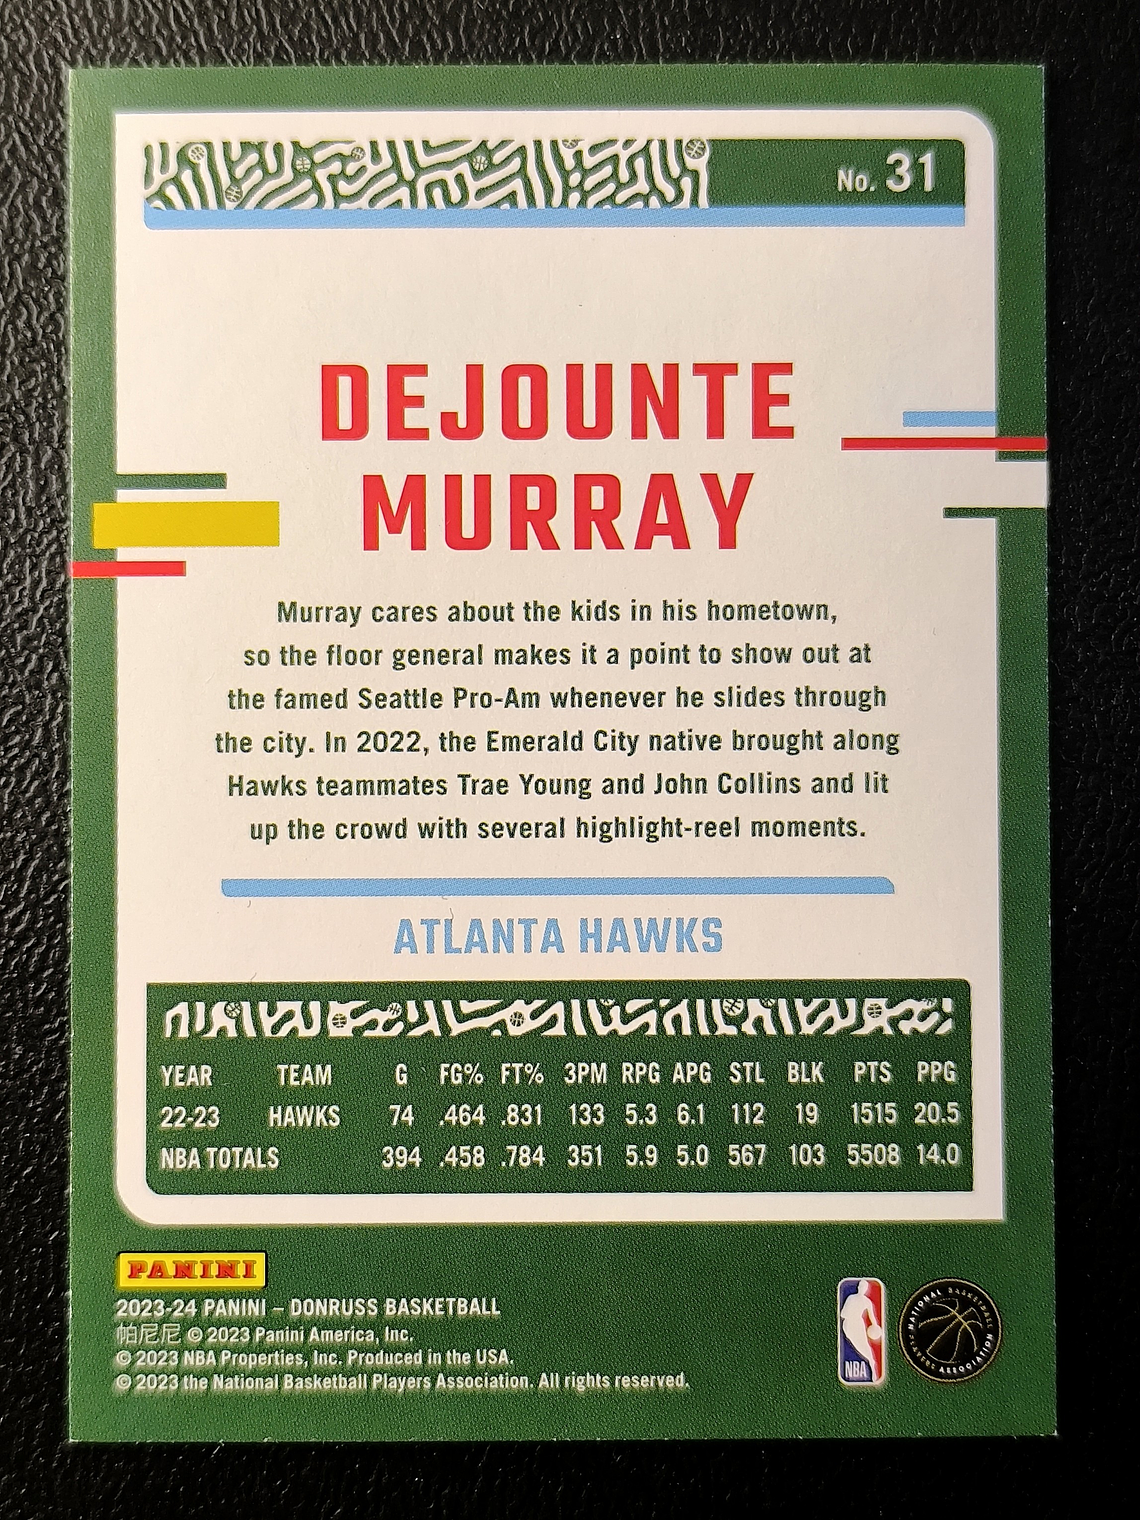 No. 31
DEJOUNTE
MURRAY
Murray cares about the kids in his hometown,
so the floor general makes it a point to show out at
the famed Seattle Pro-Am whenever he slides through
the city. In 2022, the Emerald City native brought along
Hawks teammates Trae Young and John Collins and lit
up the crowd with several highlight-reel moments.
ATLANTA HAWKS
YEAR TEAM G FG% FT% 3PM RPG APG STL BLK PTS PPG
22-23 HAWKS 74 .464 .831 133 5.3 6.1 112 19 1515 20.5
NBA TOTALS 394 .458 .784 351 5.9 5.0 567 103 5508 14.0
PANINI
2023-24 PANINI – DONRUSS BASKETBALL
帕尼尼 © 2023 Panini America, Inc.
© 2023 NBA Properties, Inc. Produced in the USA.
© 2023 the National Basketball Players Association. All rights reserved.
NBA
NATIONAL BASKETBALL PLAYERS ASSOCIATION